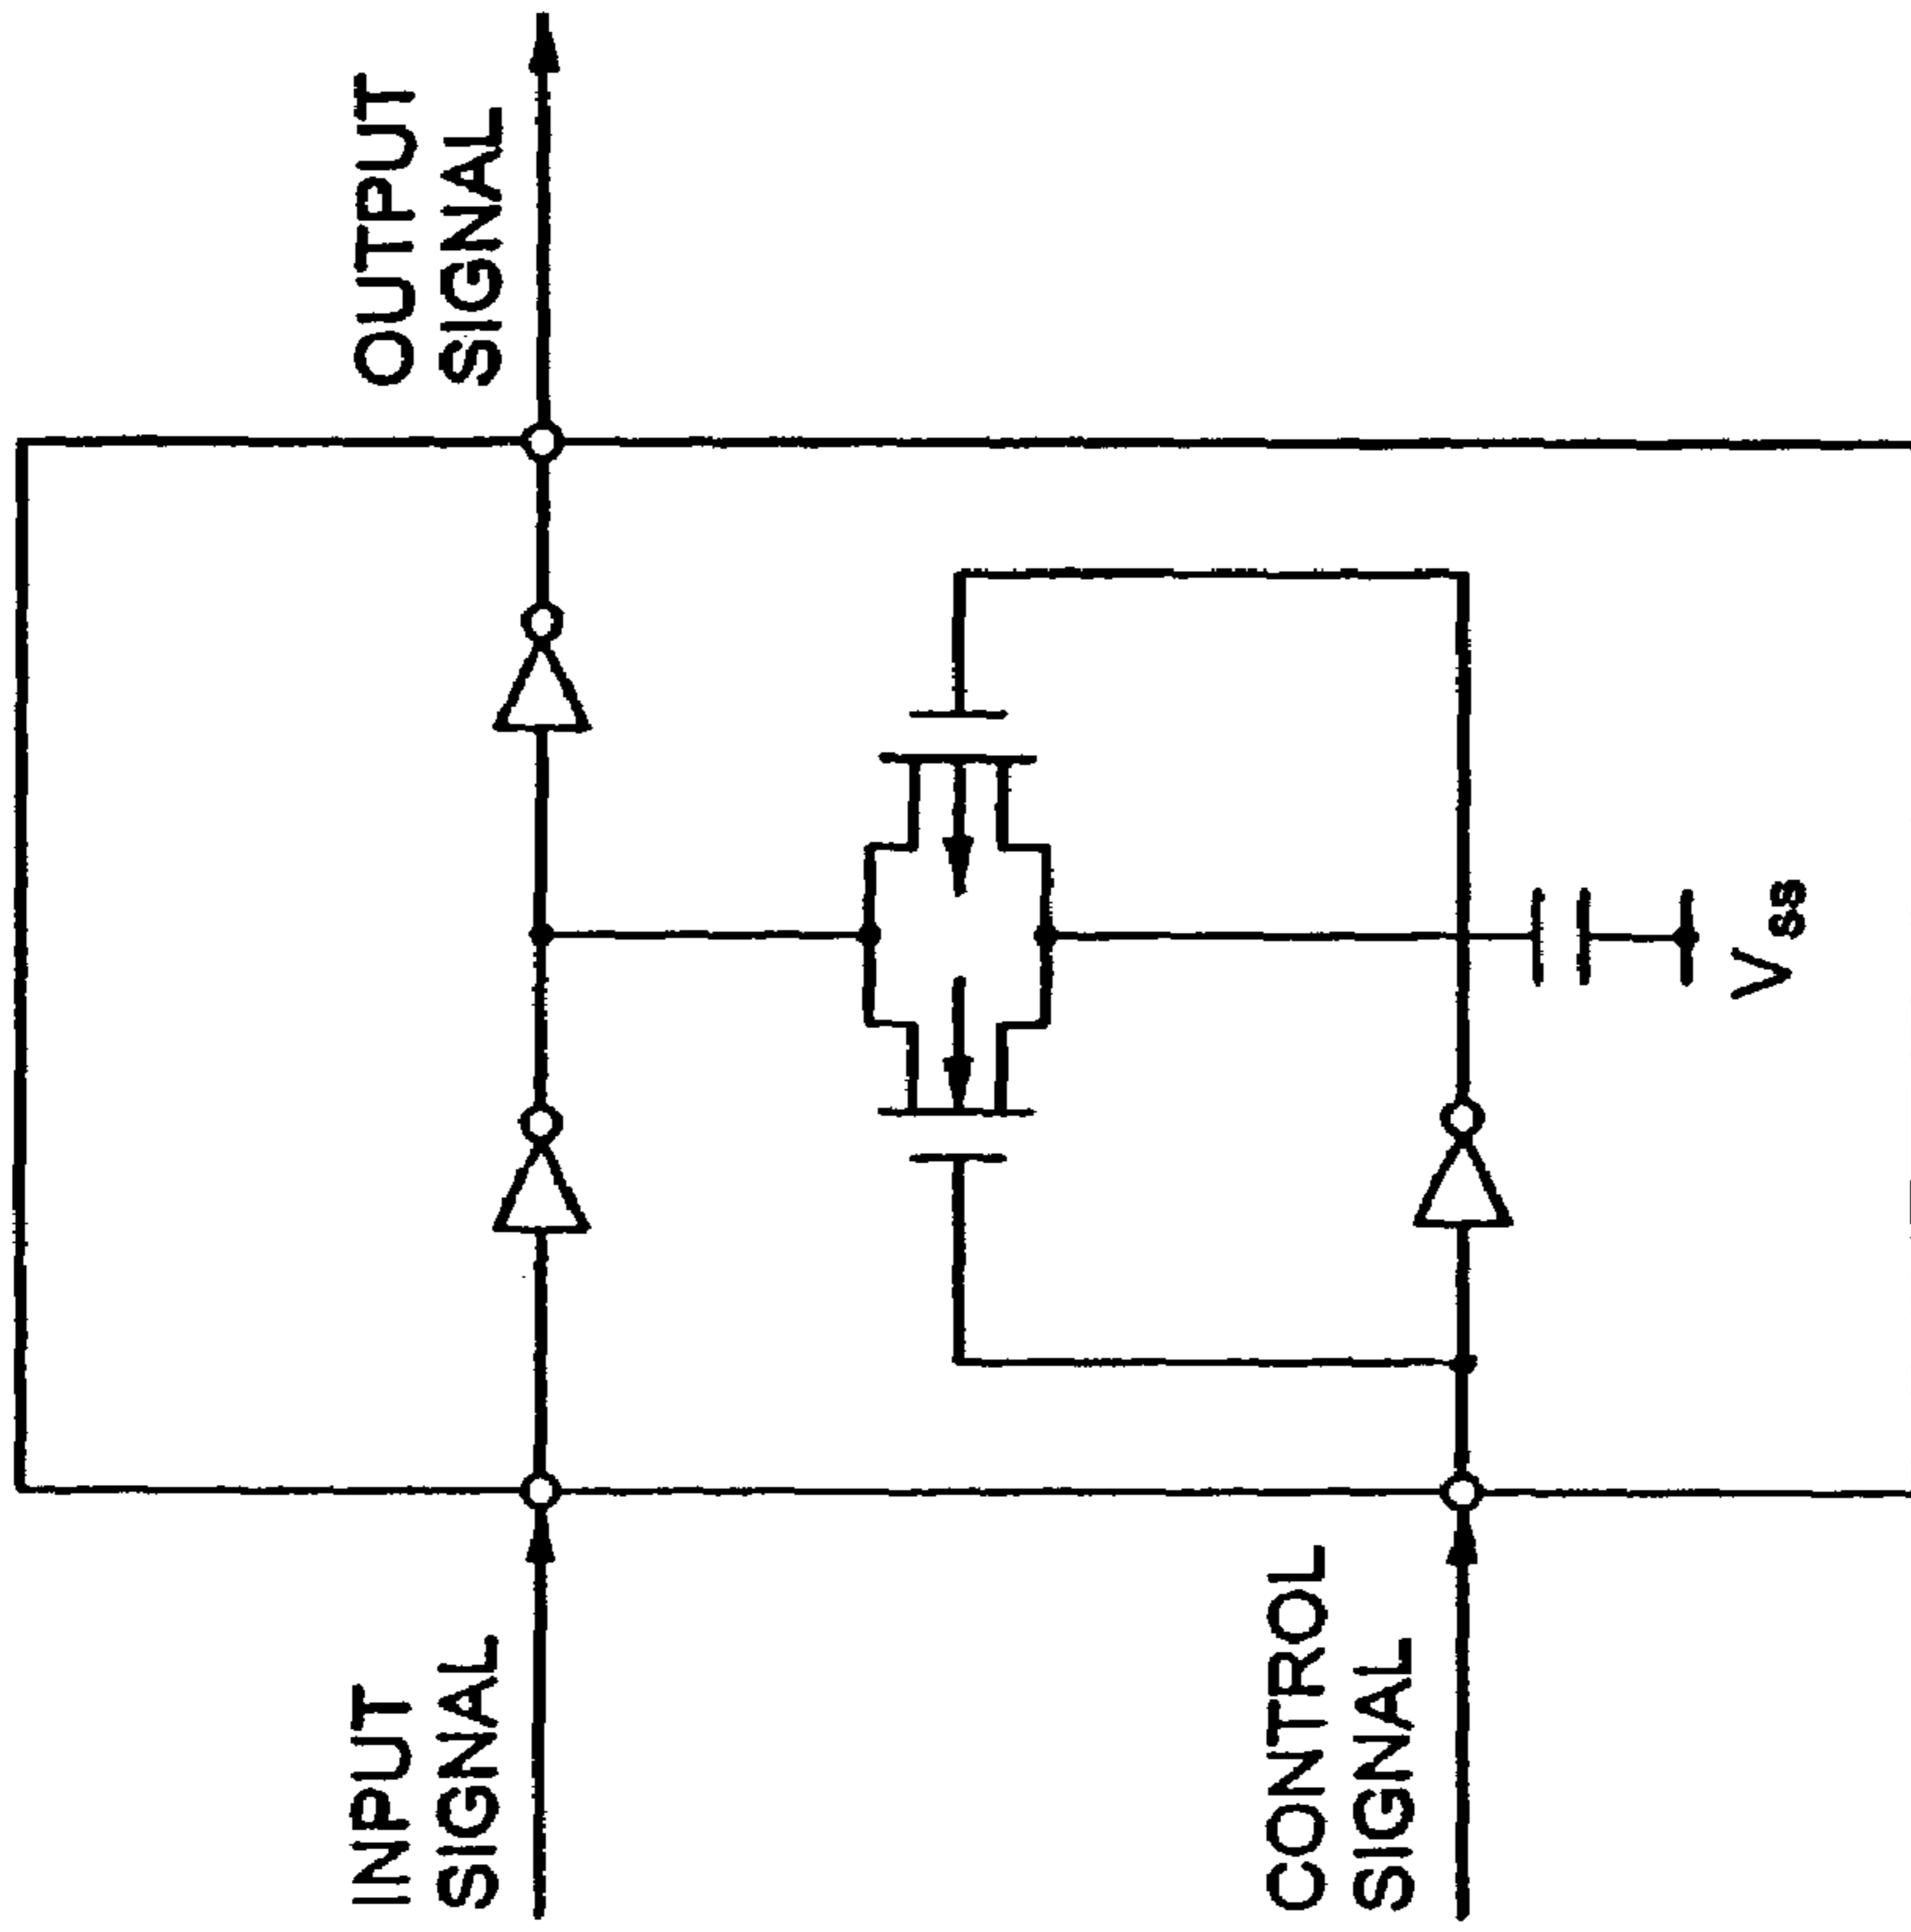 INPUT
SIGNAL
OUTPUT
SIGNAL
CONTROL
SIGNAL
Vss